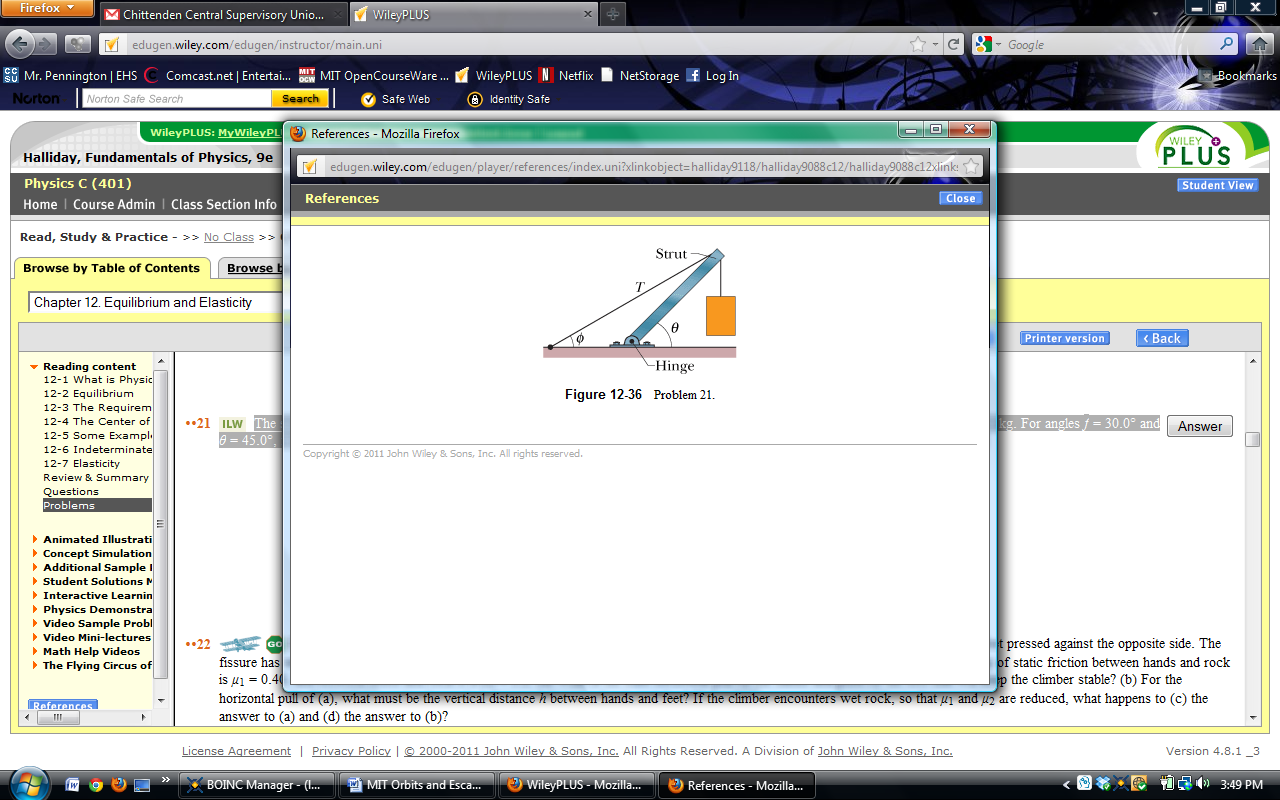 Firefox
Chittenden Central Supervisory Unio...
WileyPLUS
edugen.wiley.com/edugen/instructor/main.uni
Google
Mr. Pennington | EHS
Comcast.net | Entertai...
MIT OpenCourseWare ...
WileyPLUS
Netflix
NetStorage
Log In
Bookmarks
Norton
Norton Safe Search
Search
Safe Web
Identity Safe
WileyPLUS: MyWileyPL
Halliday, Fundamentals of Physics, 9e
WILEY PLUS
Physics C (401)
Student View
Home | Course Admin | Class Section Info
Read, Study & Practice - >> No Class >>
Browse by Table of Contents
Browse b
Chapter 12. Equilibrium and Elasticity
Printer version
‹ Back
Reading content
12-1 What is Physic
12-2 Equilibrium
12-3 The Requirem
12-4 The Center of
12-5 Some Exampl
12-6 Indeterminate
12-7 Elasticity
Review & Summary
Questions
Problems
Animated Illustrati
Concept Simulation
Additional Sample
Student Solutions M
Interactive Learnin
Physics Demonstra
Video Sample Probl
Video Mini-lectures
Math Help Videos
The Flying Circus of
References
References - Mozilla Firefox
edugen.wiley.com/edugen/player/references/index.uni?xlinkobject=halliday9118/halliday9088c12/halliday9088c12xlinks
References
Close
Strut
T
θ
ϕ
Hinge
Figure 12-36 Problem 21.
Copyright © 2011 John Wiley & Sons, Inc. All rights reserved.
••21 ILW The
kg. For angles f = 30.0° and
θ = 45.0°,
Answer
••22 GO
t pressed against the opposite side. The
fissure has
of static friction between hands and rock
is μ1 = 0.40
ep the climber stable? (b) For the
horizontal pull of (a), what must be the vertical distance h between hands and feet? If the climber encounters wet rock, so that μ1 and μ2 are reduced, what happens to (c) the
answer to (a) and (d) the answer to (b)?
License Agreement | Privacy Policy | © 2000-2011 John Wiley & Sons, Inc. All Rights Reserved. A Division of John Wiley & Sons, Inc.
Version 4.8.1 _3
BOINC Manager - (l...
MIT Orbits and Esca...
WileyPLUS - Mozilla...
References - Mozilla...
3:49 PM